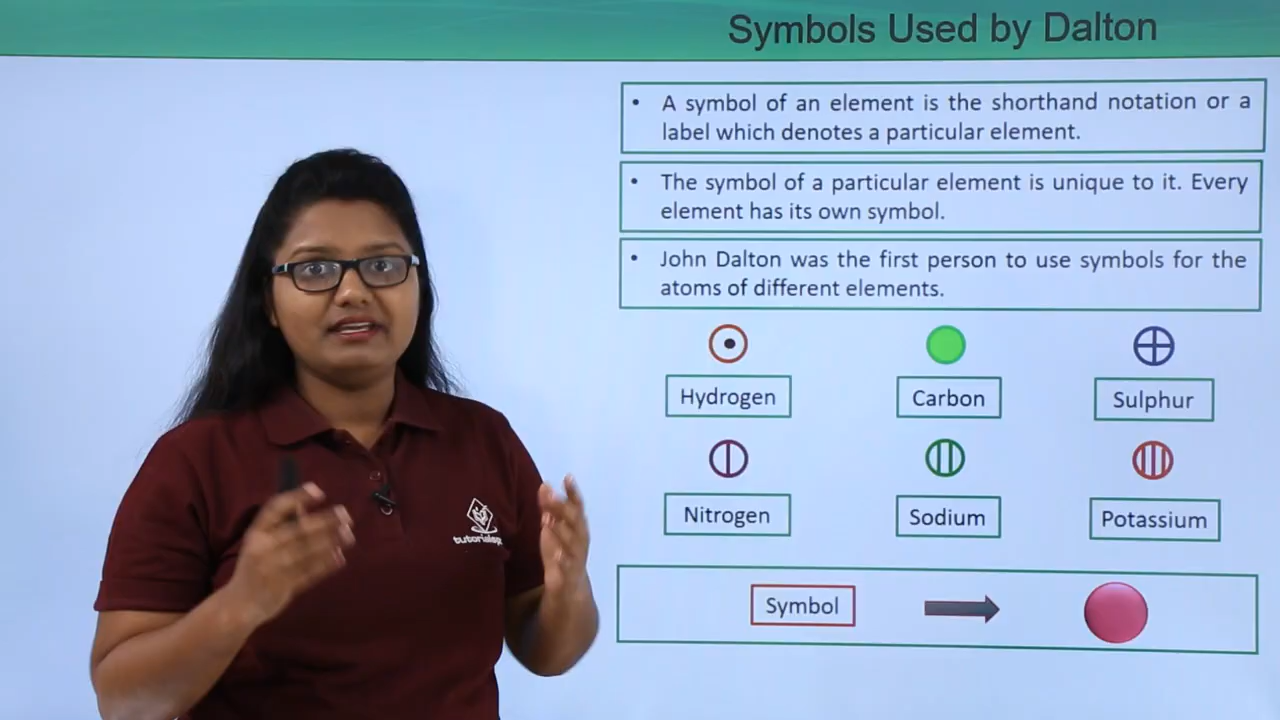 Symbols Used by Dalton
• A symbol of an element is the shorthand notation or a
label which denotes a particular element.
• The symbol of a particular element is unique to it. Every
element has its own symbol.
• John Dalton was the first person to use symbols for the
atoms of different elements.
Hydrogen
Carbon
Sulphur
Nitrogen
Sodium
Potassium
Symbol